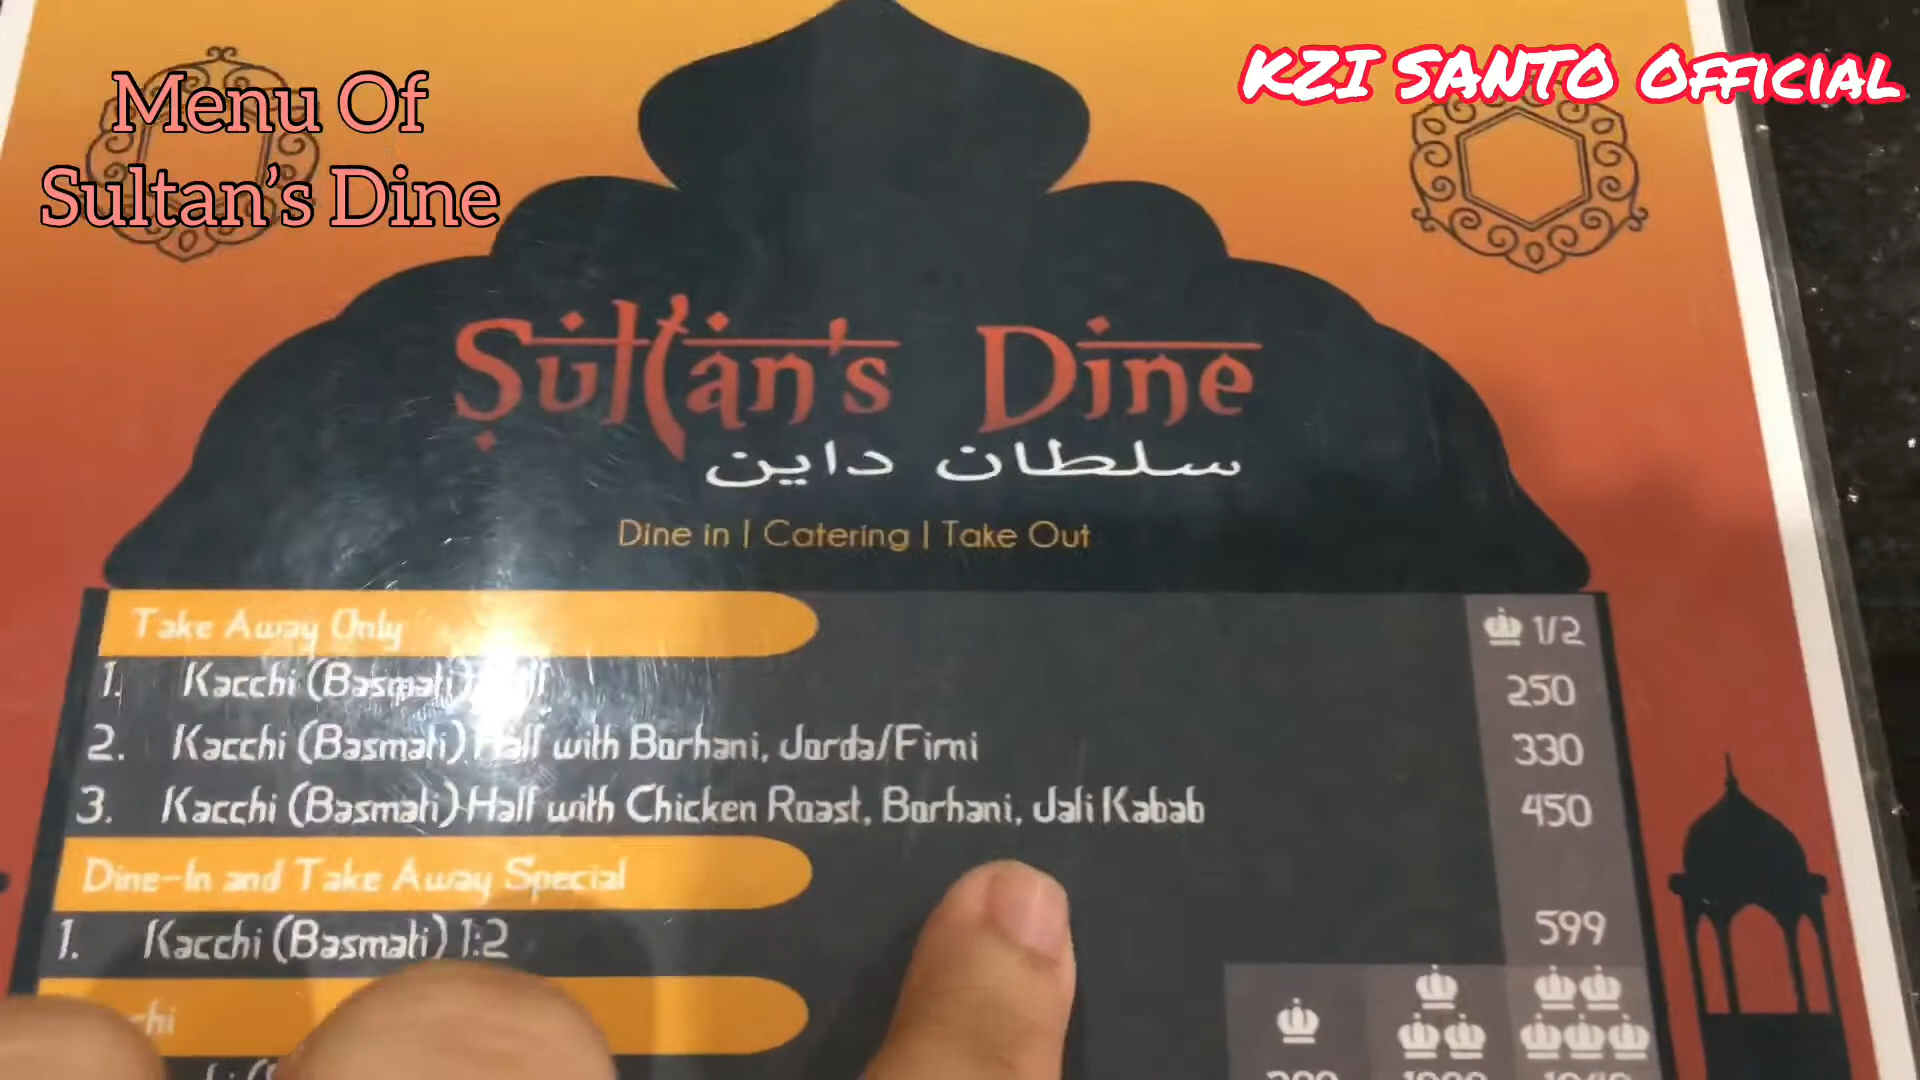 Menu Of
Sultan's Dine
KZI SANTO Official
Sultan's Dine
سلطان داين
Dine in | Catering | Take Out
Take Away Only 1/2
1. Kacchi (Basmati) Half 250
2. Kacchi (Basmati) Half with Borhani, Jorda/Firni 330
3. Kacchi (Basmati) Half with Chicken Roast, Borhani, Jali Kabab 450
Dine-In and Take Away Special
1. Kacchi (Basmati) 1:2 599